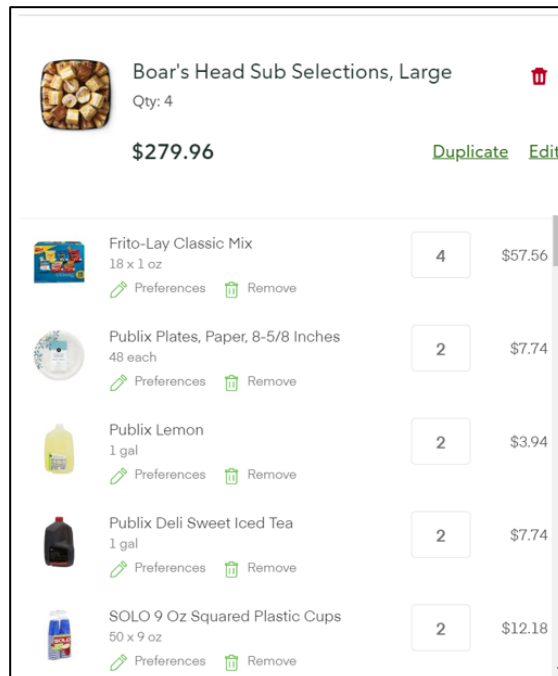 Boar's Head Sub Selections, Large
Qty: 4
$279.96
Duplicate Edit
Frito-Lay Classic Mix
18 x 1 oz
Preferences Remove
4
$57.56
Publix Plates, Paper, 8-5/8 Inches
48 each
Preferences Remove
2
$7.74
Publix Lemon
1 gal
Preferences Remove
2
$3.94
Publix Deli Sweet Iced Tea
1 gal
Preferences Remove
2
$7.74
SOLO 9 Oz Squared Plastic Cups
50 x 9 oz
Preferences Remove
2
$12.18